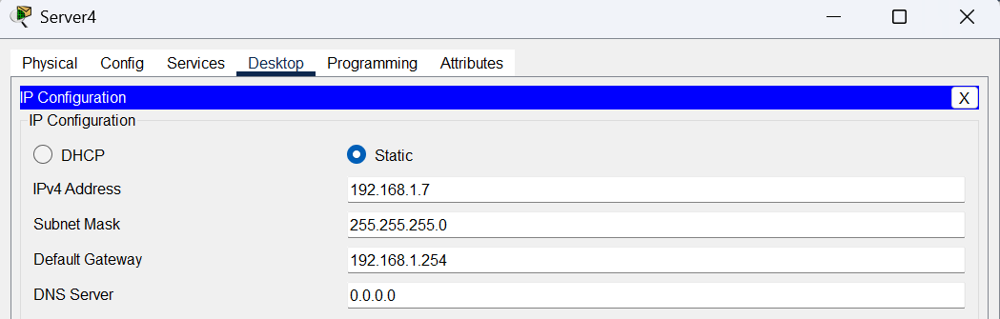 Server4
Physical Config Services Desktop Programming Attributes
IP Configuration X
IP Configuration
DHCP Static
IPv4 Address 192.168.1.7
Subnet Mask 255.255.255.0
Default Gateway 192.168.1.254
DNS Server 0.0.0.0